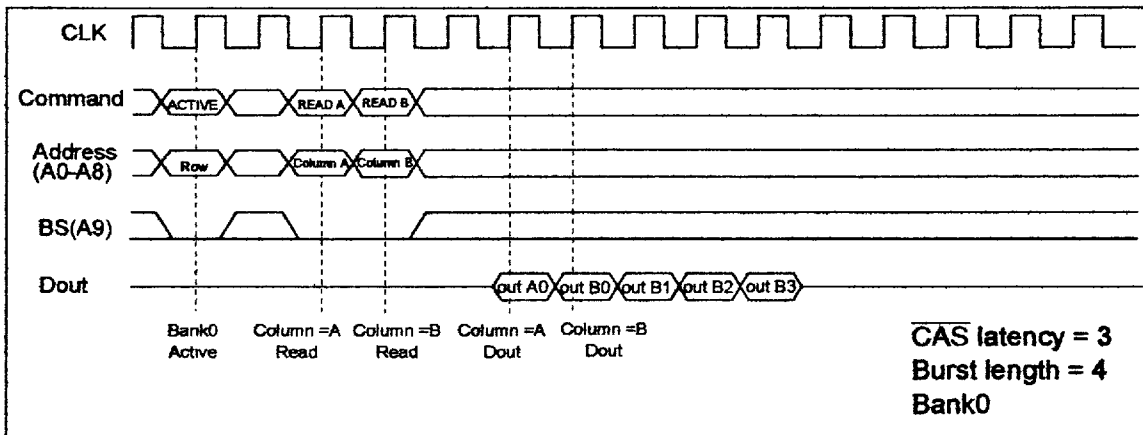 CLK
Command
ACTIVE
READ A
READ B
Address
(A0-A8)
Row
Column A
Column B
BS(A9)
Dout
out A0
out B0
out B1
out B2
out B3
Bank0
Active
Column =A
Read
Column =B
Read
Column =A
Dout
Column =B
Dout
CAS latency = 3
Burst length = 4
Bank0